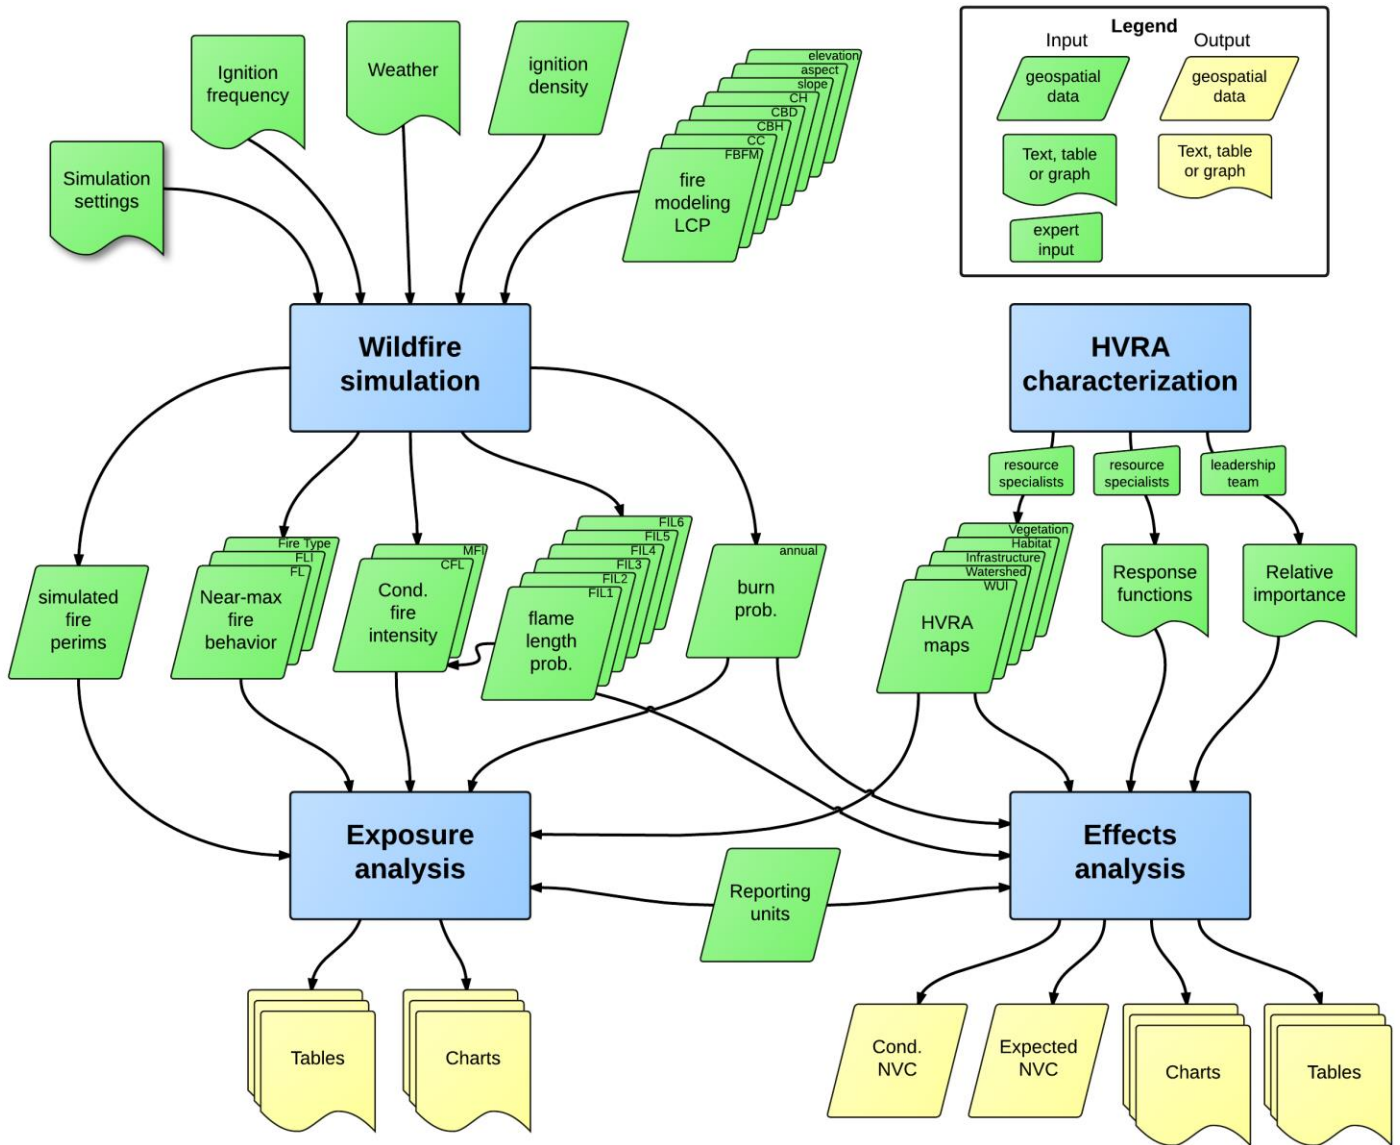 Legend
Input
Output
geospatial
data
geospatial
data
Text, table
or graph
Text, table
or graph
expert
input
Simulation
settings
Ignition
frequency
Weather
ignition
density
elevation
aspect
slope
CH
CBD
CBH
CC
FBFM
fire
modeling
LCP
Wildfire
simulation
HVRA
characterization
resource
specialists
resource
specialists
leadership
team
simulated
fire
perims
Fire Type
FLI
FL
Near-max
fire
behavior
MFI
CFL
Cond.
fire
intensity
FIL6
FIL5
FIL4
FIL3
FIL2
FIL1
flame
length
prob.
annual
burn
prob.
Vegetation
Habitat
Infrastructure
Watershed
WUI
HVRA
maps
Response
functions
Relative
importance
Exposure
analysis
Reporting
units
Effects
analysis
Tables
Charts
Cond.
NVC
Expected
NVC
Charts
Tables